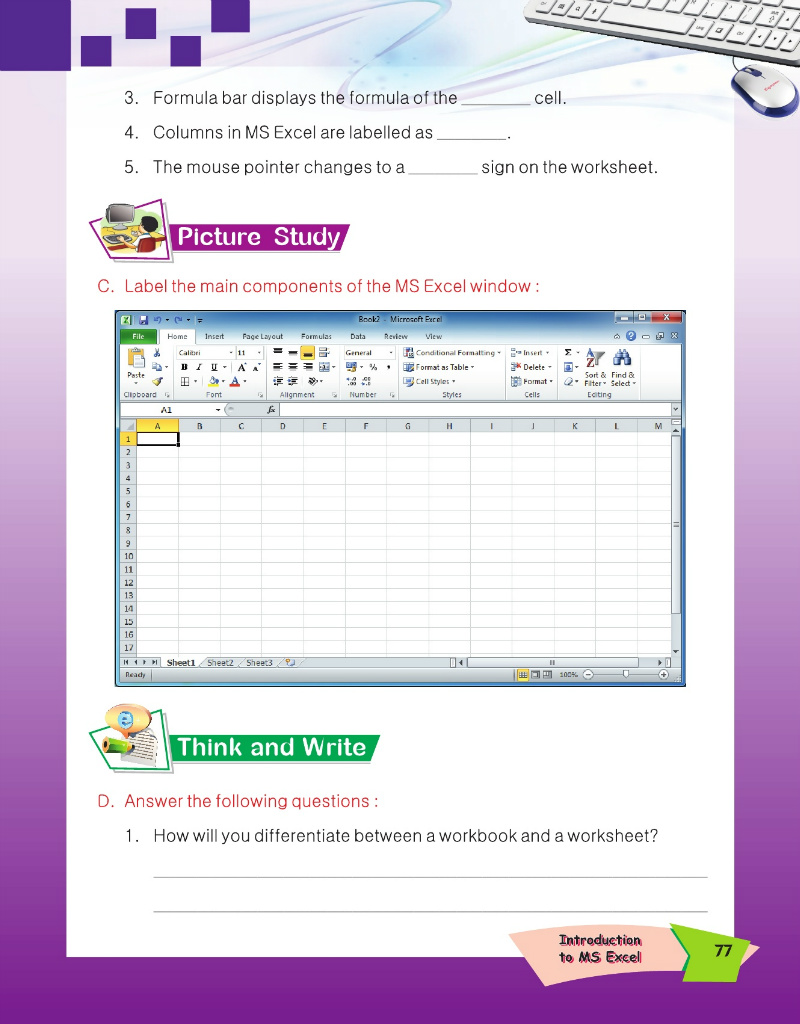 3. Formula bar displays the formula of the ________ cell.
4. Columns in MS Excel are labelled as ________.
5. The mouse pointer changes to a ________ sign on the worksheet.
Picture Study
C. Label the main components of the MS Excel window :
Book2 - Microsoft Excel
File Home Insert Page Layout Formulas Data Review View
Calibri 11 General Conditional Formatting Insert Σ
Paste B I U A A % , Format as Table Delete Sort & Find &
A Cell Styles Format Filter Select
Clipboard Font Alignment Number Styles Cells Editing
A1 fx
A B C D E F G H I J K L M
1
2
3
4
5
6
7
8
9
10
11
12
13
14
15
16
17
Sheet1 Sheet2 Sheet3
Ready 100%
Think and Write
D. Answer the following questions :
1. How will you differentiate between a workbook and a worksheet?
Introduction
to MS Excel
77